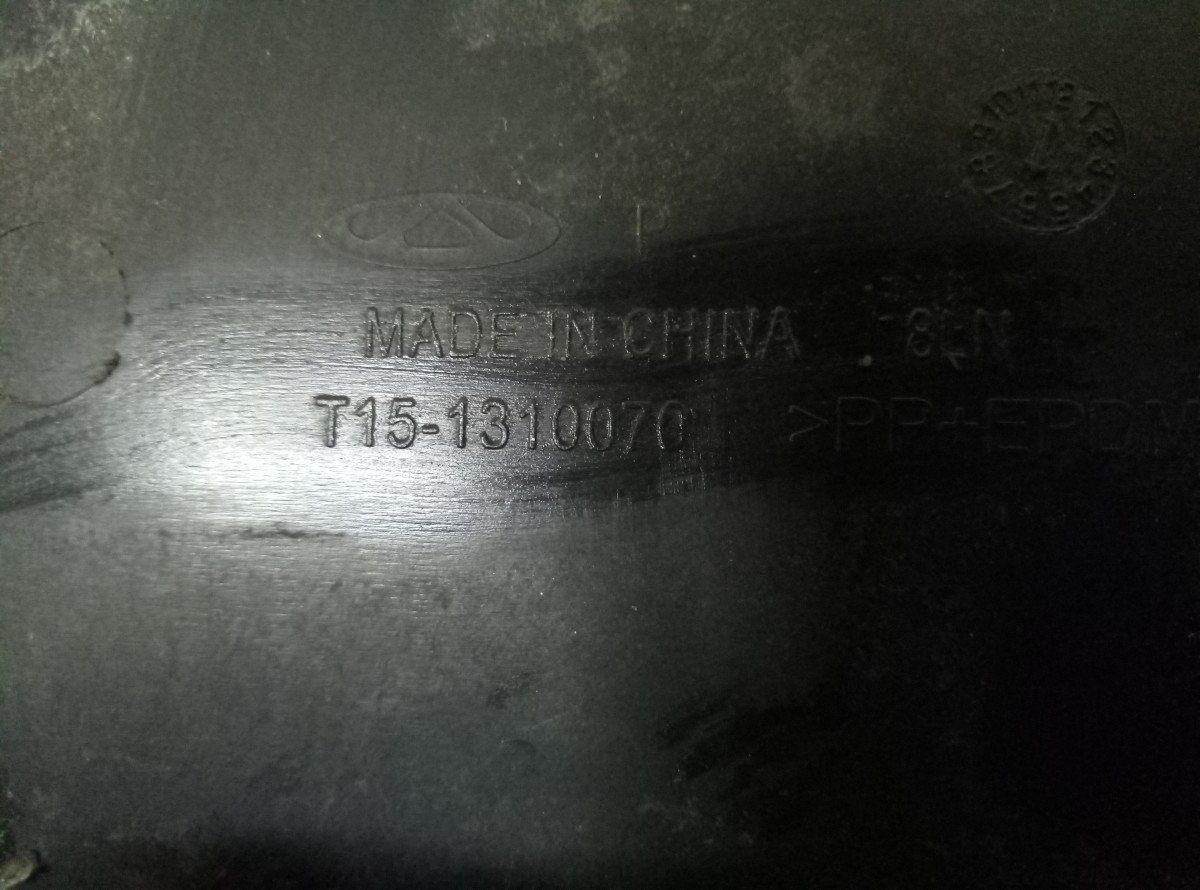 P
MADE IN CHINA
T15-1310070 >PP+EPDM